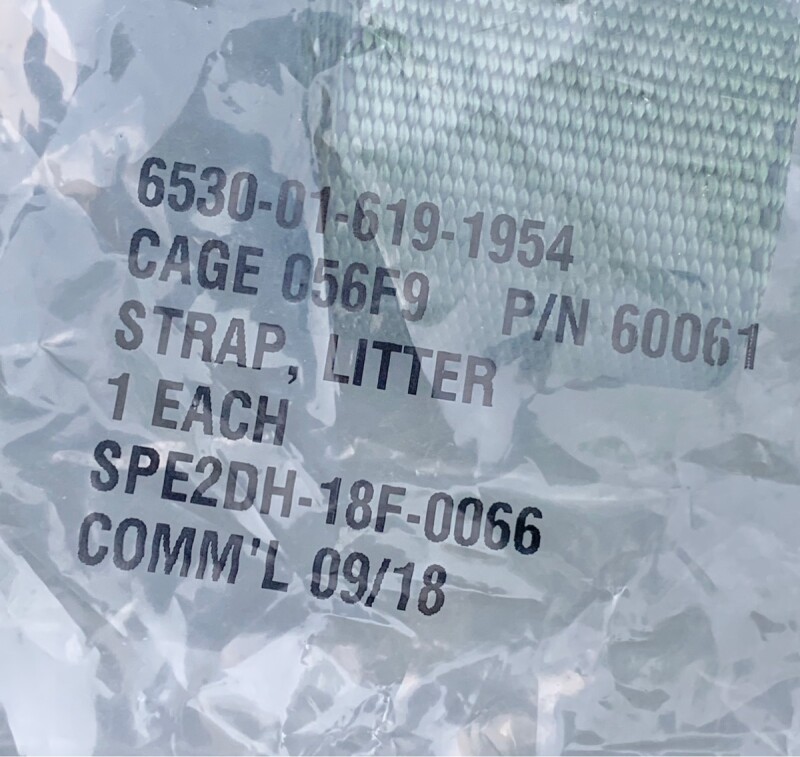 6530-01-619-1954
CAGE 056F9 P/N 60061
STRAP, LITTER
1 EACH
SPE2DH-18F-0066
COMM'L 09/18